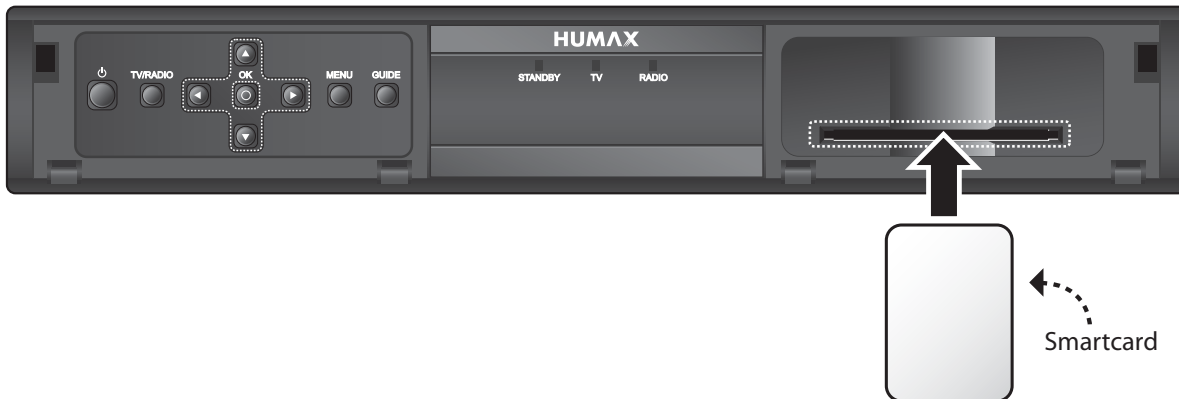 HUMAX
TV/RADIO OK MENU GUIDE
STANDBY TV RADIO
Smartcard